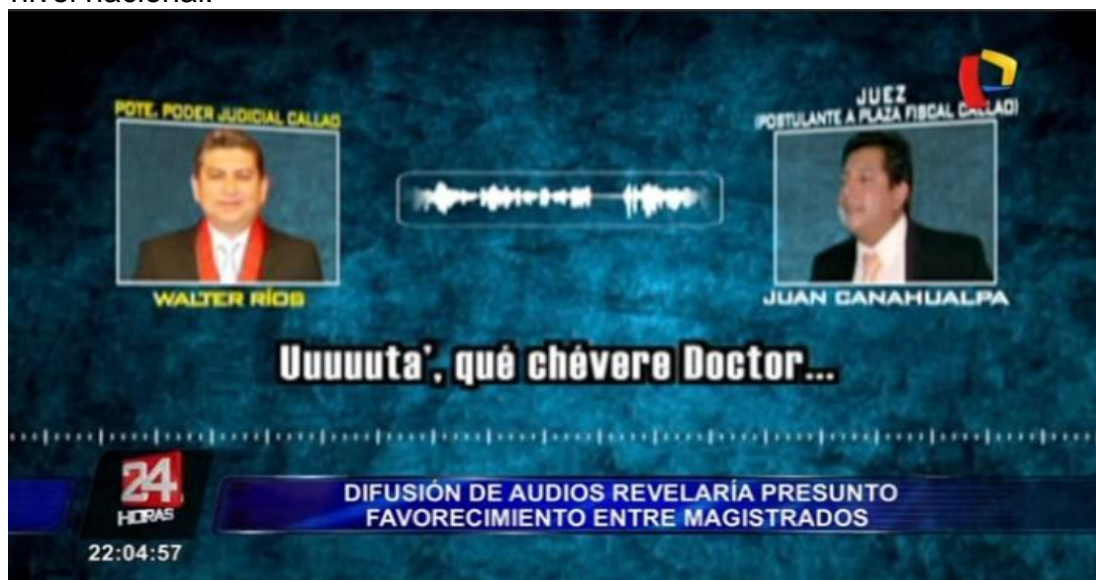 nivel nacional.
PDTE. PODER JUDICIAL CALLAO
WALTER RÍOS
JUEZ
(POSTULANTE A PLAZA FISCAL CALLAO)
JUAN CANAHUALPA
Uuuuuta', qué chévere Doctor...
24
HORAS
DIFUSIÓN DE AUDIOS REVELARÍA PRESUNTO
FAVORECIMIENTO ENTRE MAGISTRADOS
22:04:57